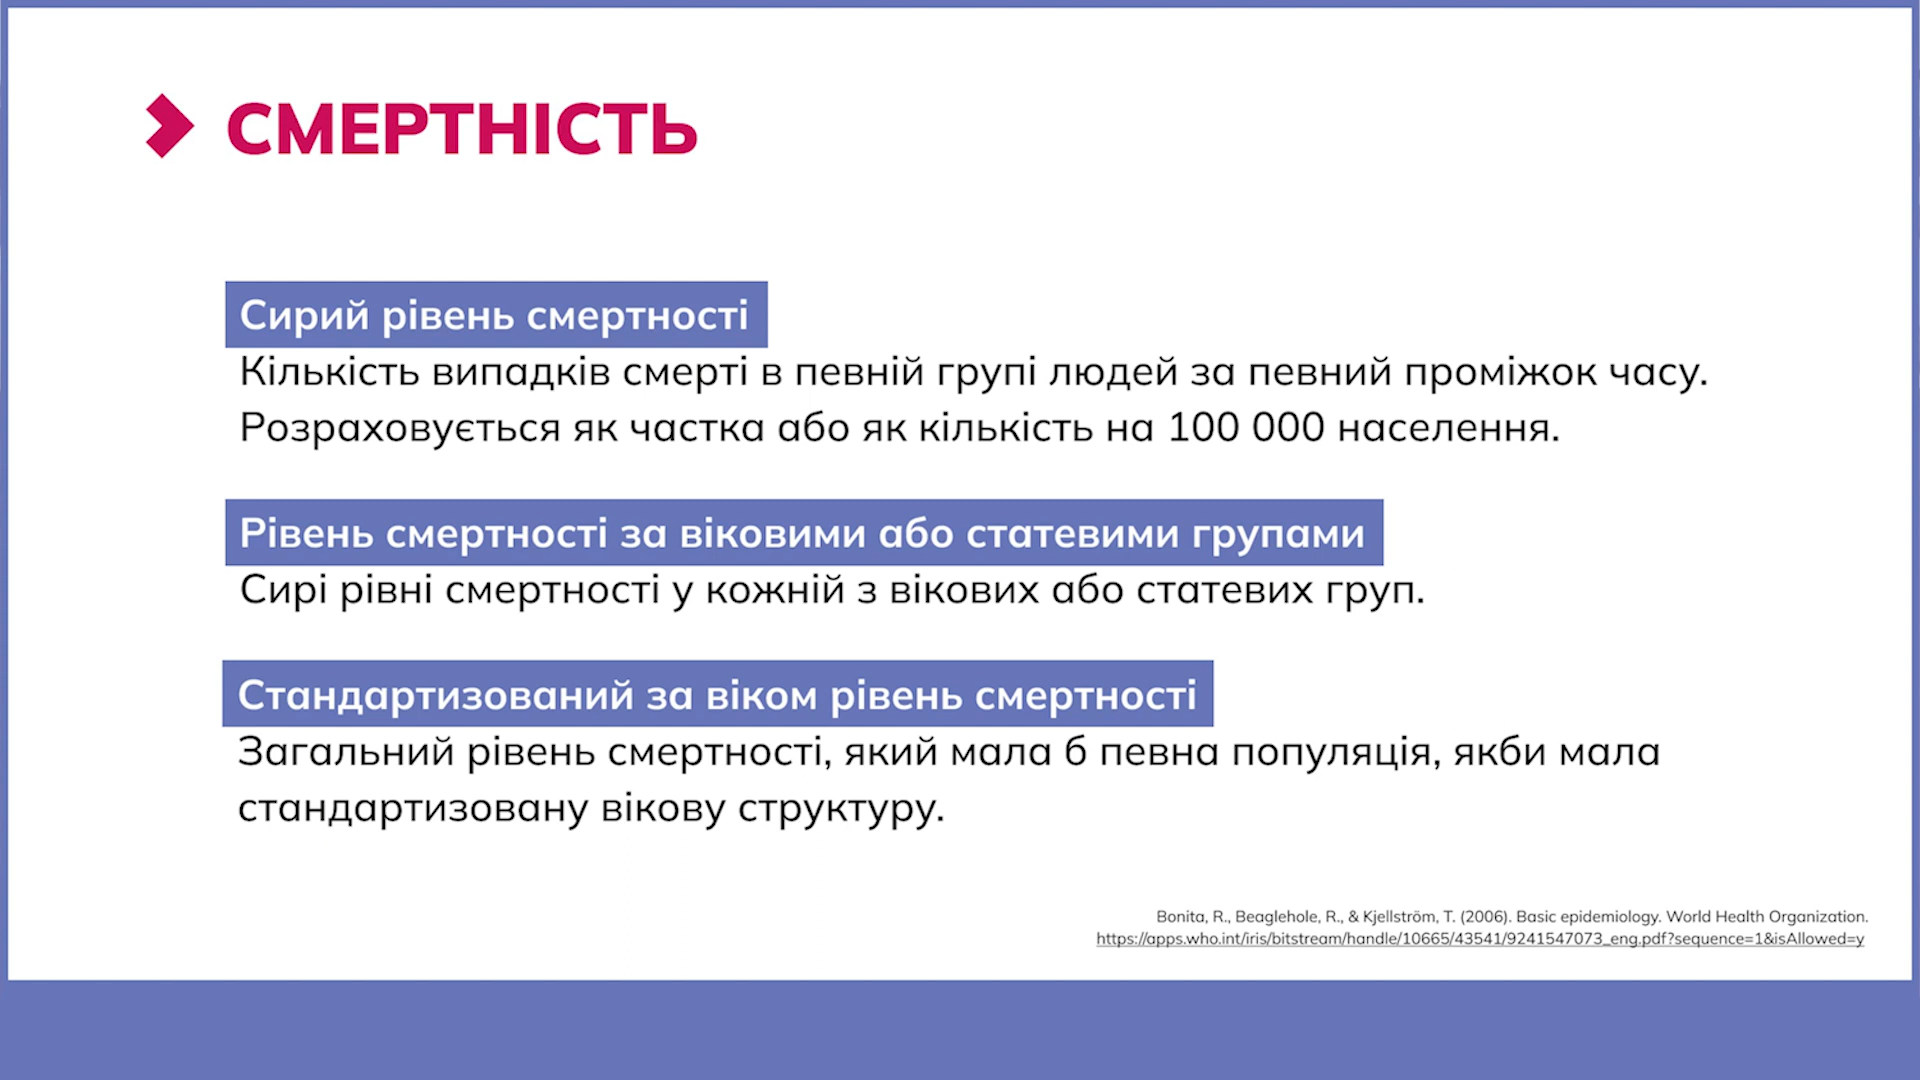 СМЕРТНІСТЬ
Сирий рівень смертності
Кількість випадків смерті в певній групі людей за певний проміжок часу.
Розраховується як частка або як кількість на 100 000 населення.
Рівень смертності за віковими або статевими групами
Сирі рівні смертності у кожній з вікових або статевих груп.
Стандартизований за віком рівень смертності
Загальний рівень смертності, який мала б певна популяція, якби мала
стандартизовану вікову структуру.
Bonita, R., Beaglehole, R., & Kjellström, T. (2006). Basic epidemiology. World Health Organization.
https://apps.who.int/iris/bitstream/handle/10665/43541/9241547073_eng.pdf?sequence=1&isAllowed=y